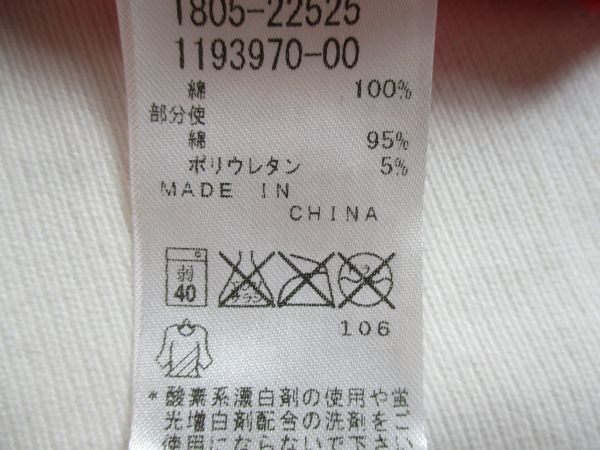 1805-22525
1193970-00
綿 100%
部分使
綿 95%
ポリウレタン 5%
MADE IN
CHINA
弱
40
106
*酸素系漂白剤の使用や蛍
光増白剤配合の洗剤をご
使用にならないで下さい